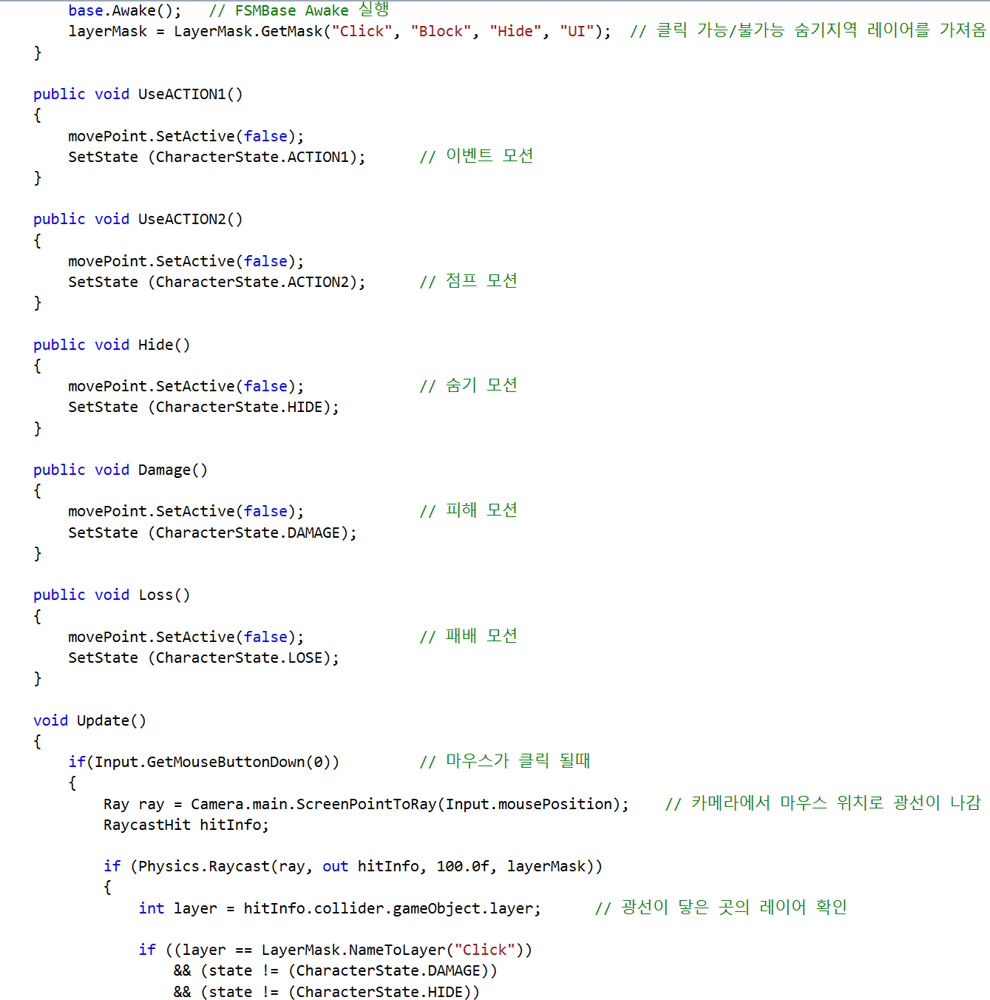 base.Awake();   // FSMBase Awake 실행
layerMask = LayerMask.GetMask("Click", "Block", "Hide", "UI");  // 클릭 가능/불가능 숨기지역 레이어를 가져옴
}
public void UseACTION1()
{
movePoint.SetActive(false);
SetState (CharacterState.ACTION1);      // 이벤트 모션
}
public void UseACTION2()
{
movePoint.SetActive(false);
SetState (CharacterState.ACTION2);      // 점프 모션
}
public void Hide()
{
movePoint.SetActive(false);             // 숨기 모션
SetState (CharacterState.HIDE);
}
public void Damage()
{
movePoint.SetActive(false);             // 피해 모션
SetState (CharacterState.DAMAGE);
}
public void Loss()
{
movePoint.SetActive(false);             // 패배 모션
SetState (CharacterState.LOSE);
}
void Update()
{
if(Input.GetMouseButtonDown(0))         // 마우스가 클릭 될때
{
Ray ray = Camera.main.ScreenPointToRay(Input.mousePosition);    // 카메라에서 마우스 위치로 광선이 나감
RaycastHit hitInfo;
if (Physics.Raycast(ray, out hitInfo, 100.0f, layerMask))
{
int layer = hitInfo.collider.gameObject.layer;      // 광선이 닿은 곳의 레이어 확인
if ((layer == LayerMask.NameToLayer("Click"))
&& (state != (CharacterState.DAMAGE))
&& (state != (CharacterState.HIDE))